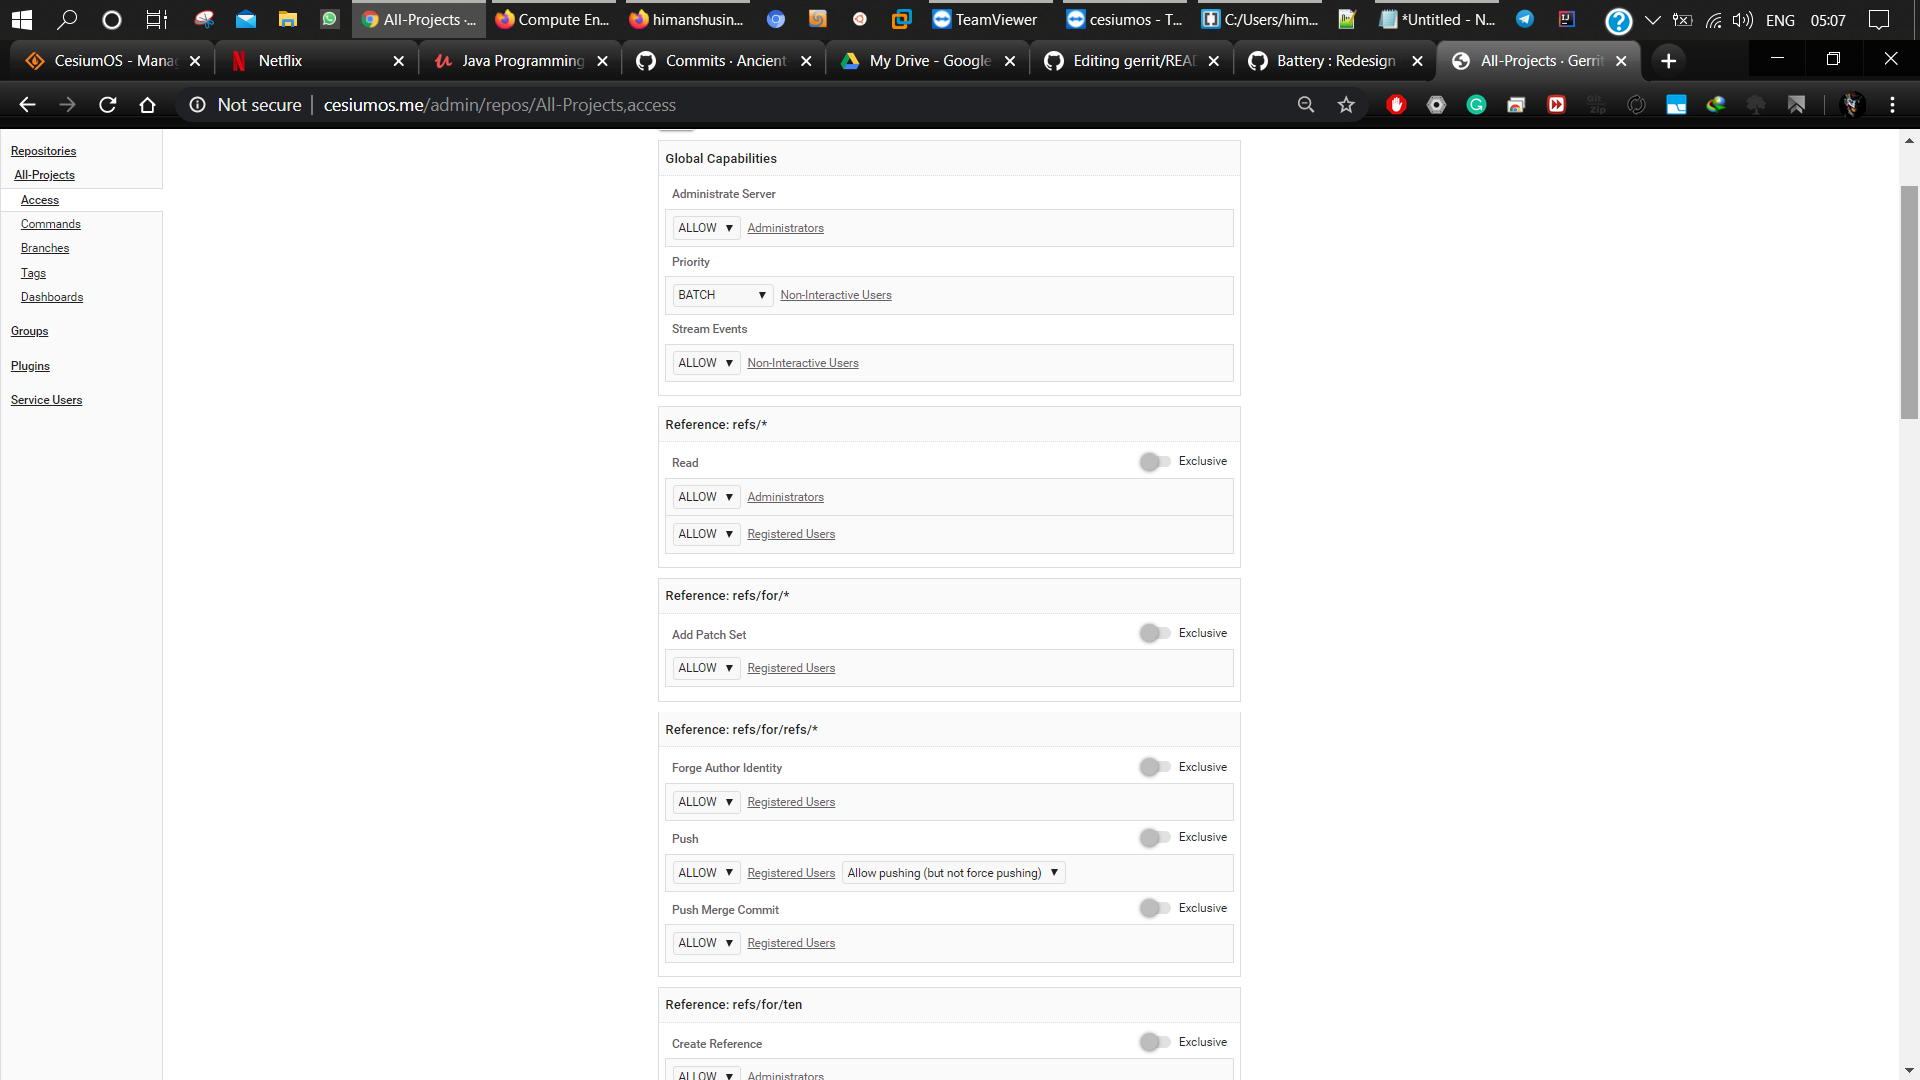 All-Projects ·...
Compute En...
himanshusin...
TeamViewer
cesiumos - T...
C:/Users/him...
*Untitled - N...
ENG
05:07
CesiumOS - Mana
Netflix
Java Programming
Commits · Ancient
My Drive - Google
Editing gerrit/REA
Battery : Redesign
All-Projects · Gerrit
Not secure
cesiumos.me/admin/repos/All-Projects,access
Repositories
All-Projects
Access
Commands
Branches
Tags
Dashboards
Groups
Plugins
Service Users
Global Capabilities
Administrate Server
ALLOW Administrators
Priority
BATCH Non-Interactive Users
Stream Events
ALLOW Non-Interactive Users
Reference: refs/*
Read Exclusive
ALLOW Administrators
ALLOW Registered Users
Reference: refs/for/*
Add Patch Set Exclusive
ALLOW Registered Users
Reference: refs/for/refs/*
Forge Author Identity Exclusive
ALLOW Registered Users
Push Exclusive
ALLOW Registered Users Allow pushing (but not force pushing)
Push Merge Commit Exclusive
ALLOW Registered Users
Reference: refs/for/ten
Create Reference Exclusive
ALLOW Administrators